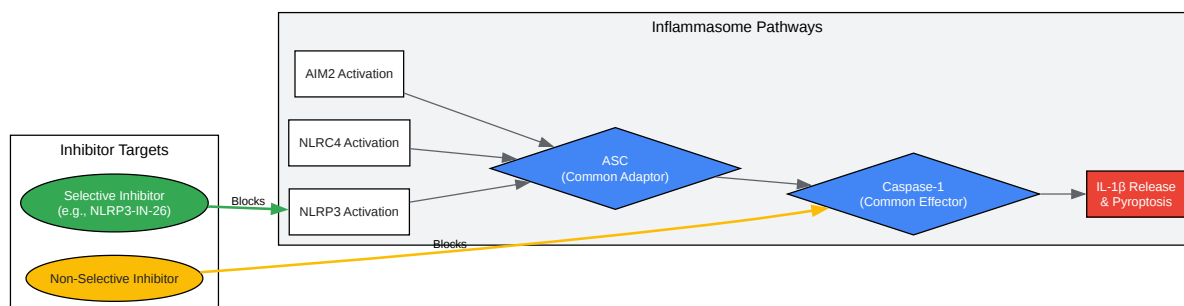 Inflammasome Pathways
AIM2 Activation
NLRC4 Activation
NLRP3 Activation
ASC
(Common Adaptor)
Caspase-1
(Common Effector)
IL-1β Release
& Pyroptosis
Inhibitor Targets
Selective Inhibitor
(e.g., NLRP3-IN-26)
Blocks
Non-Selective Inhibitor
Blocks